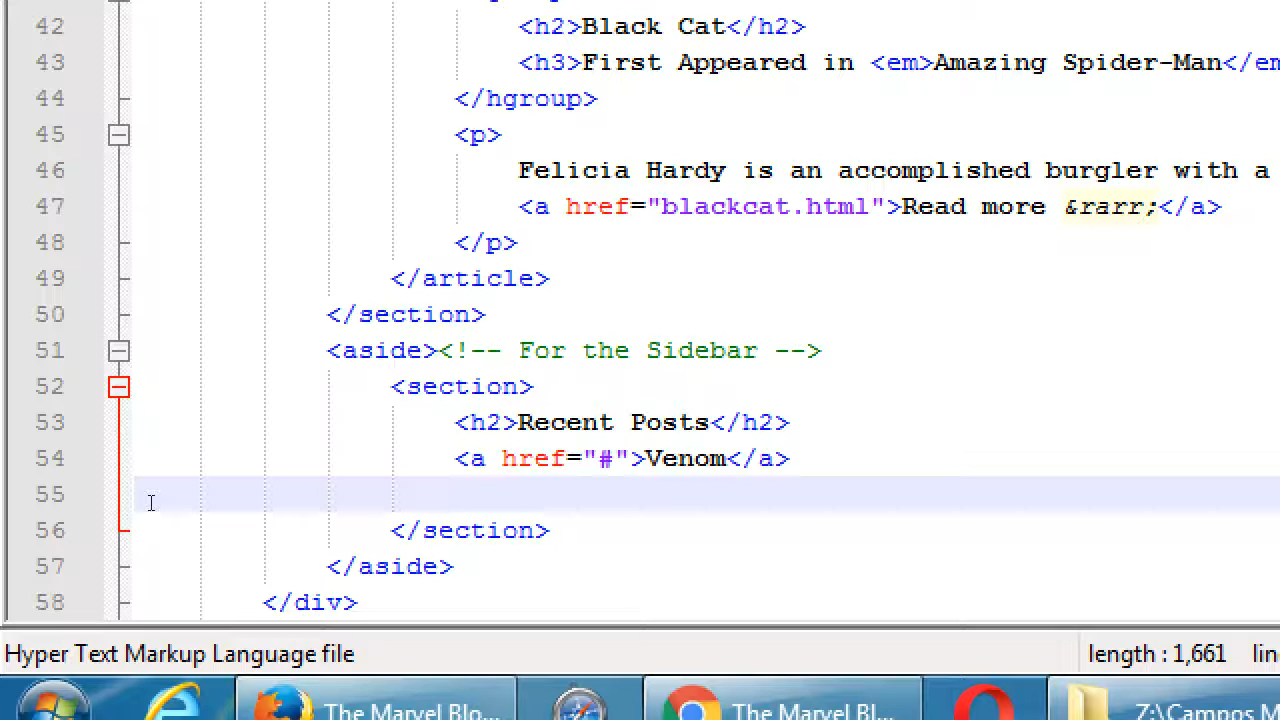 42 <h2>Black Cat</h2>
43 <h3>First Appeared in <em>Amazing Spider-Man</em
44 </hgroup>
45 <p>
46 Felicia Hardy is an accomplished burgler with a
47 <a href="blackcat.html">Read more &rarr;</a>
48 </p>
49 </article>
50 </section>
51 <aside><!-- For the Sidebar -->
52 <section>
53 <h2>Recent Posts</h2>
54 <a href="#">Venom</a>
55
56 </section>
57 </aside>
58 </div>
Hyper Text Markup Language file length : 1,661 lin
The Marvel Blo... The Marvel Bl... Z:\Campos M